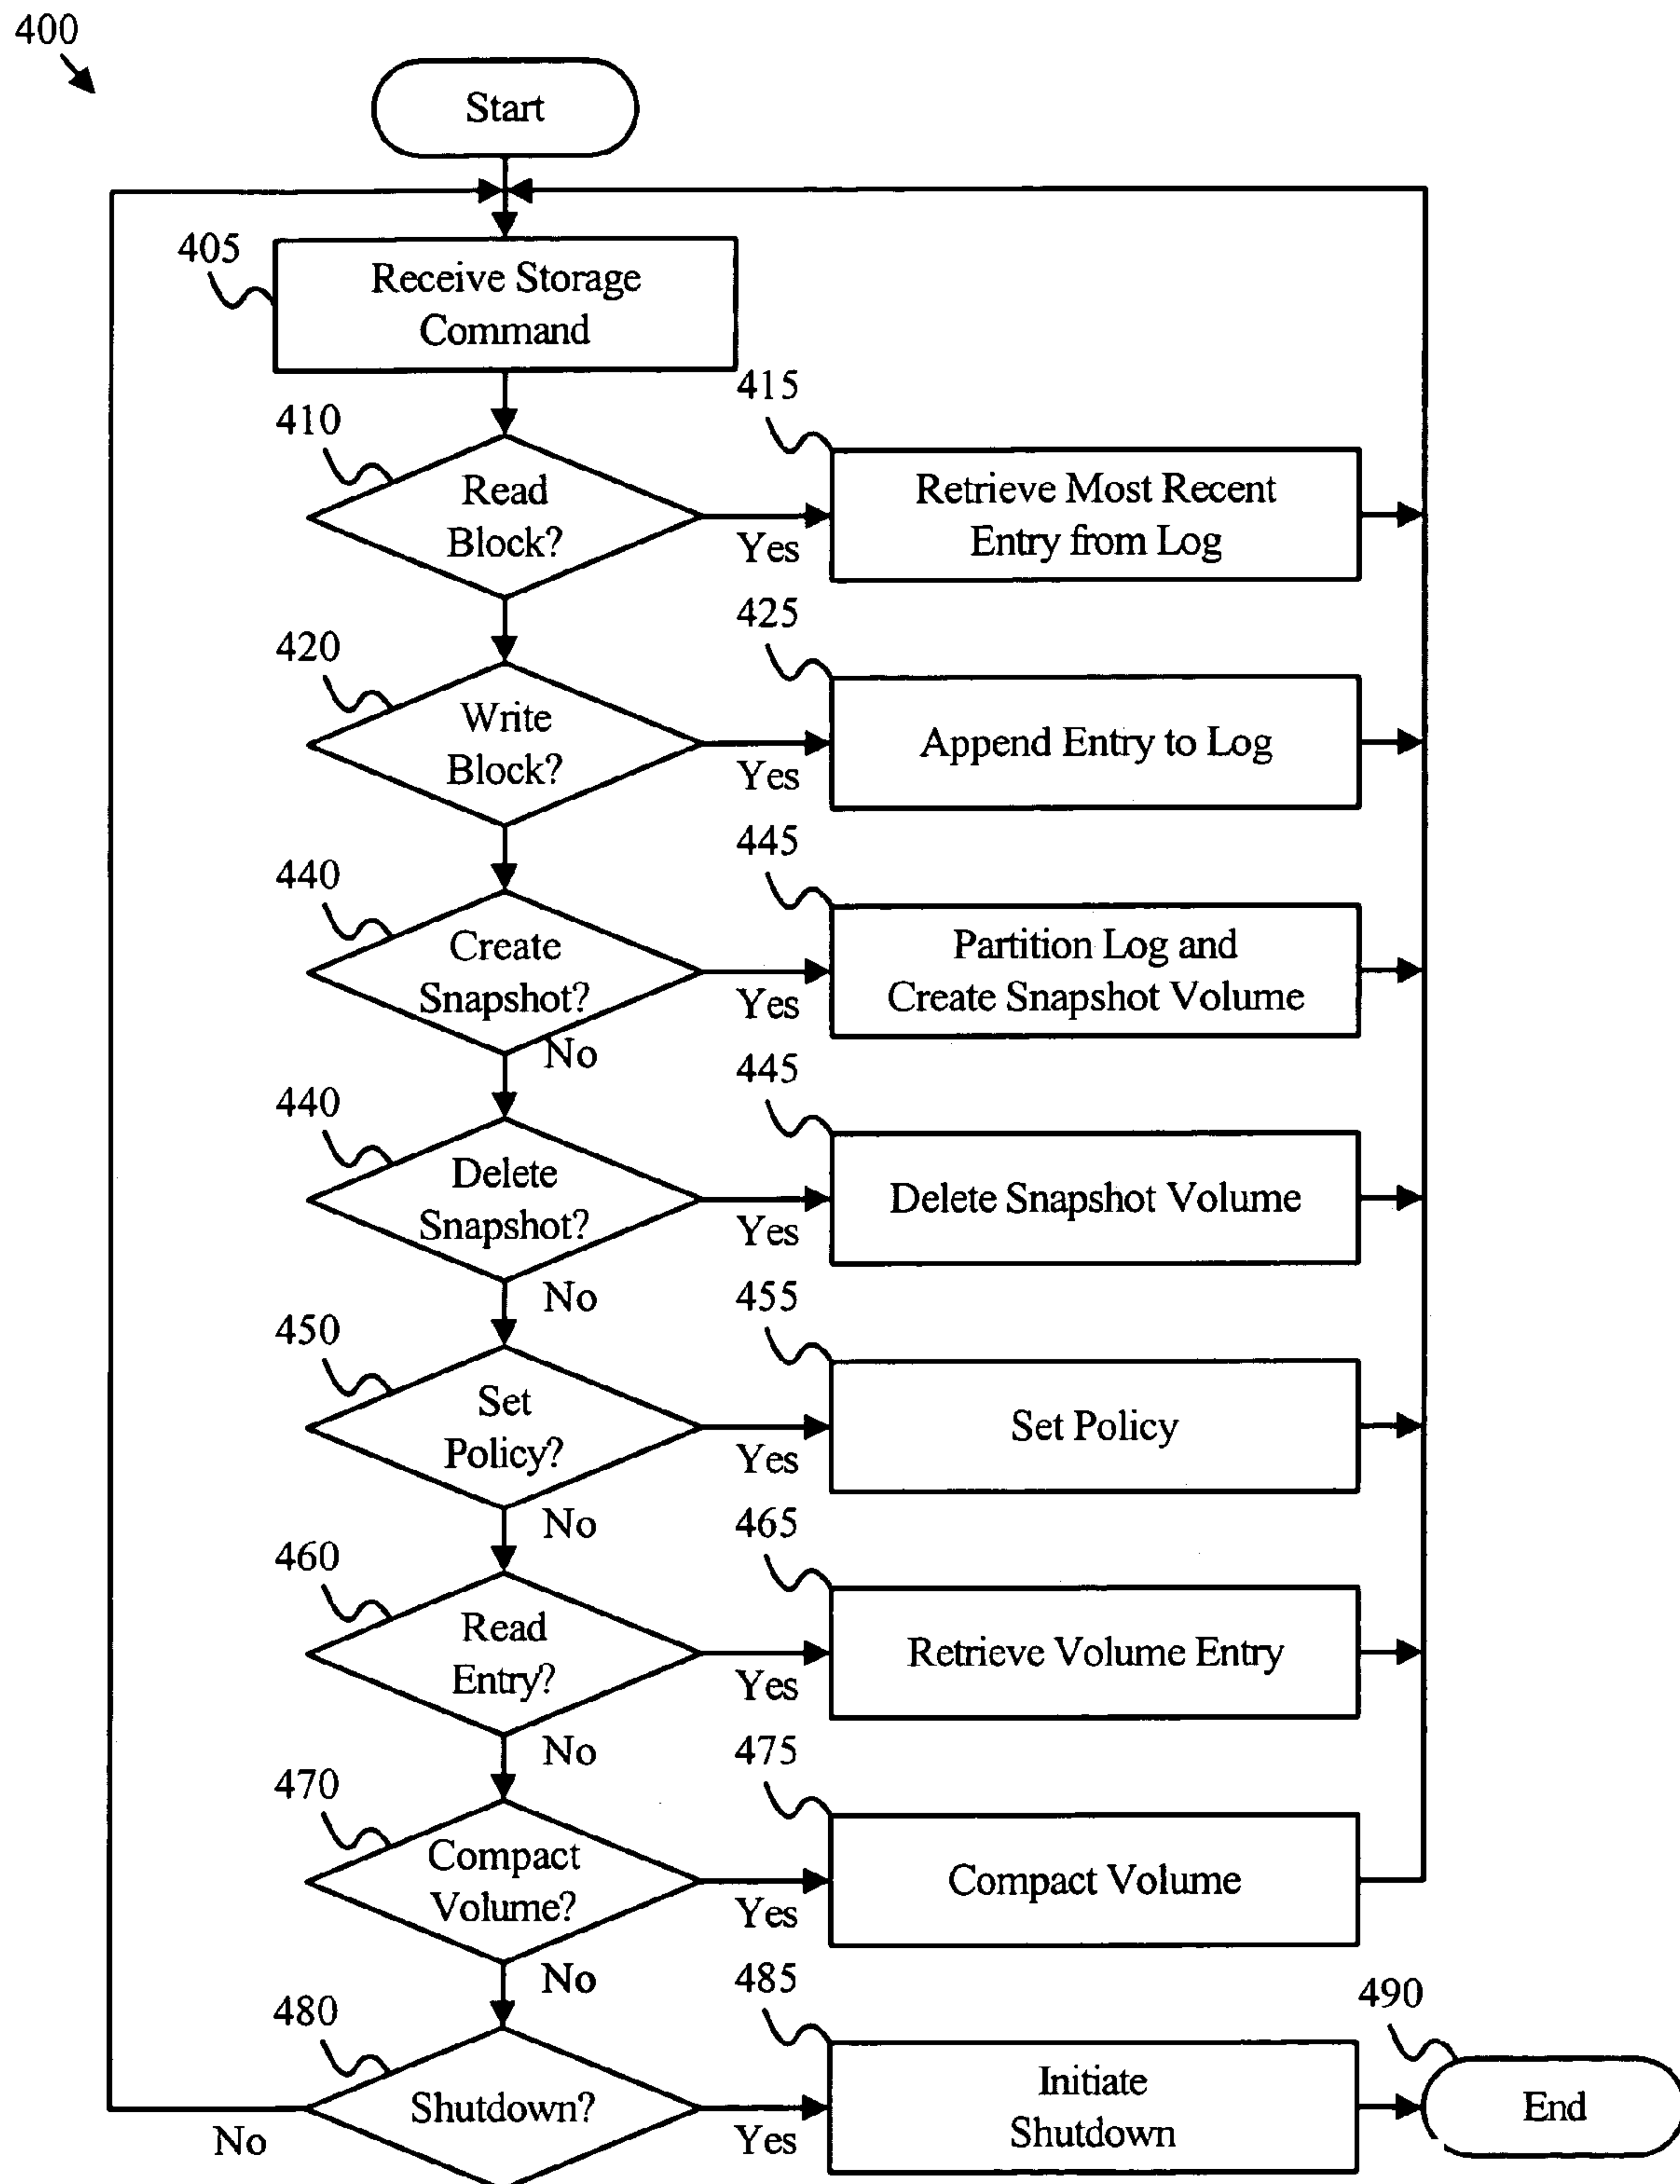 400
Start
405
Receive Storage
Command
410
Read
Block?
Yes
415
Retrieve Most Recent
Entry from Log
420
Write
Block?
Yes
425
Append Entry to Log
440
Create
Snapshot?
Yes
No
445
Partition Log and
Create Snapshot Volume
440
Delete
Snapshot?
Yes
No
445
Delete Snapshot Volume
450
Set
Policy?
Yes
No
455
Set Policy
460
Read
Entry?
Yes
No
465
Retrieve Volume Entry
470
Compact
Volume?
Yes
No
475
Compact Volume
480
Shutdown?
No
Yes
485
Initiate
Shutdown
490
End